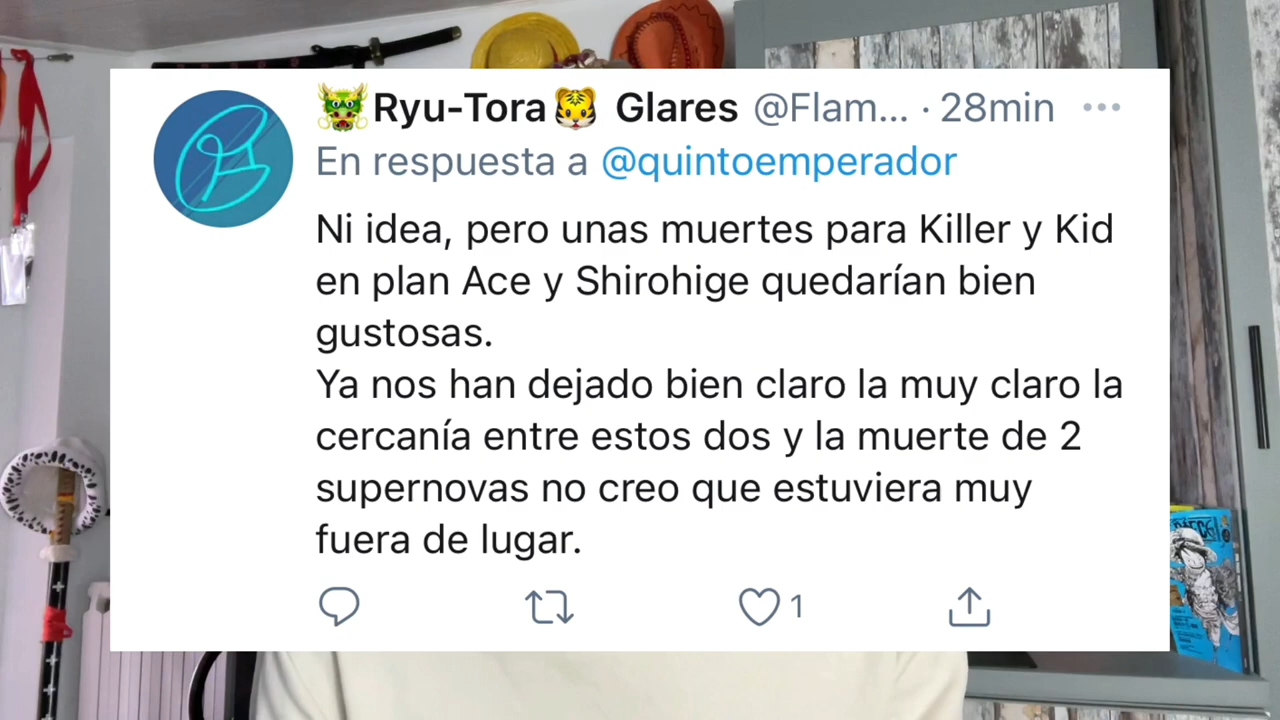 Ryu-Tora Glares @Flam... · 28min
En respuesta a @quintoemperador
Ni idea, pero unas muertes para Killer y Kid
en plan Ace y Shirohige quedarían bien
gustosas.
Ya nos han dejado bien claro la muy claro la
cercanía entre estos dos y la muerte de 2
supernovas no creo que estuviera muy
fuera de lugar.
1